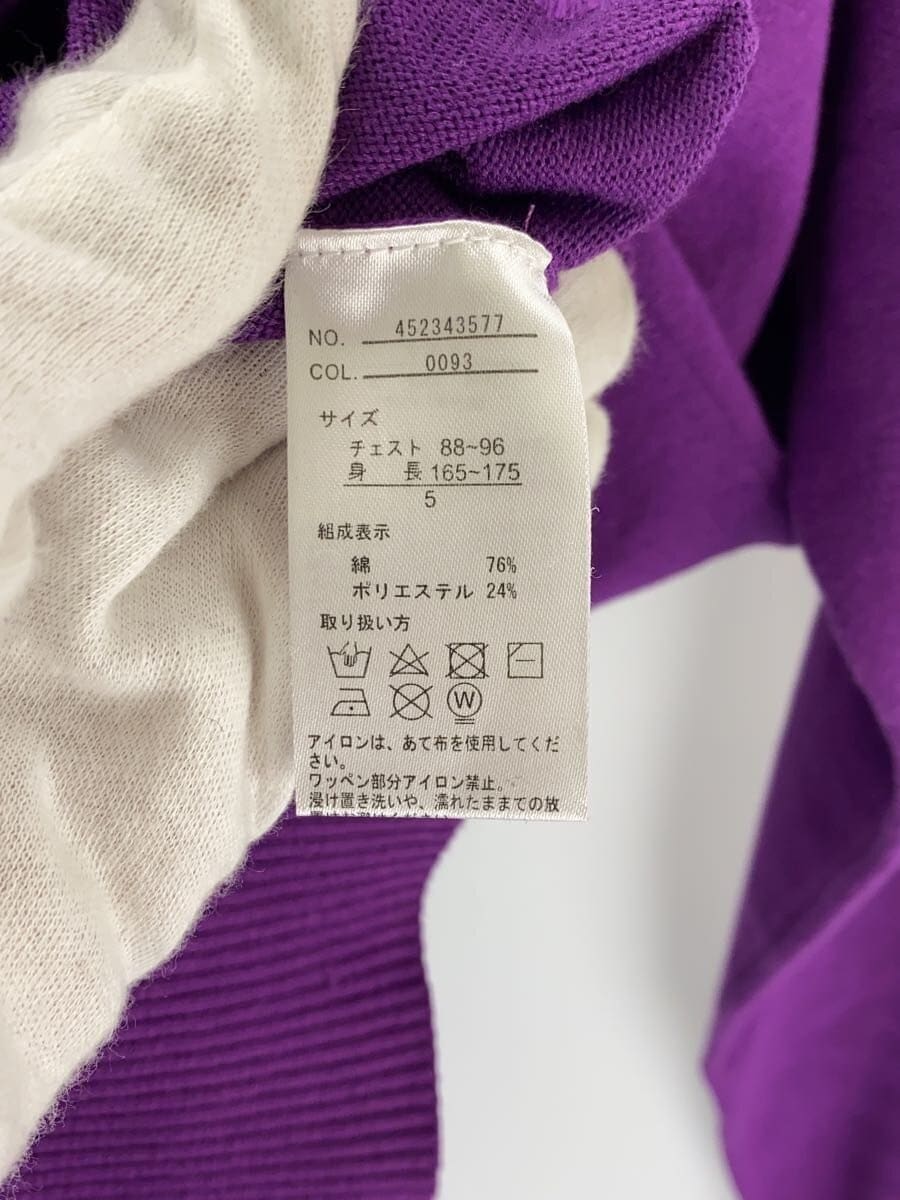 NO. 452343577
COL. 0093
サイズ
チェスト 88~96
身 長 165~175
5
組成表示
綿 76%
ポリエステル 24%
取り扱い方
W
アイロンは、あて布を使用してくだ
さい。
ワッペン部分アイロン禁止。
浸け置き洗いや、濡れたままでの放